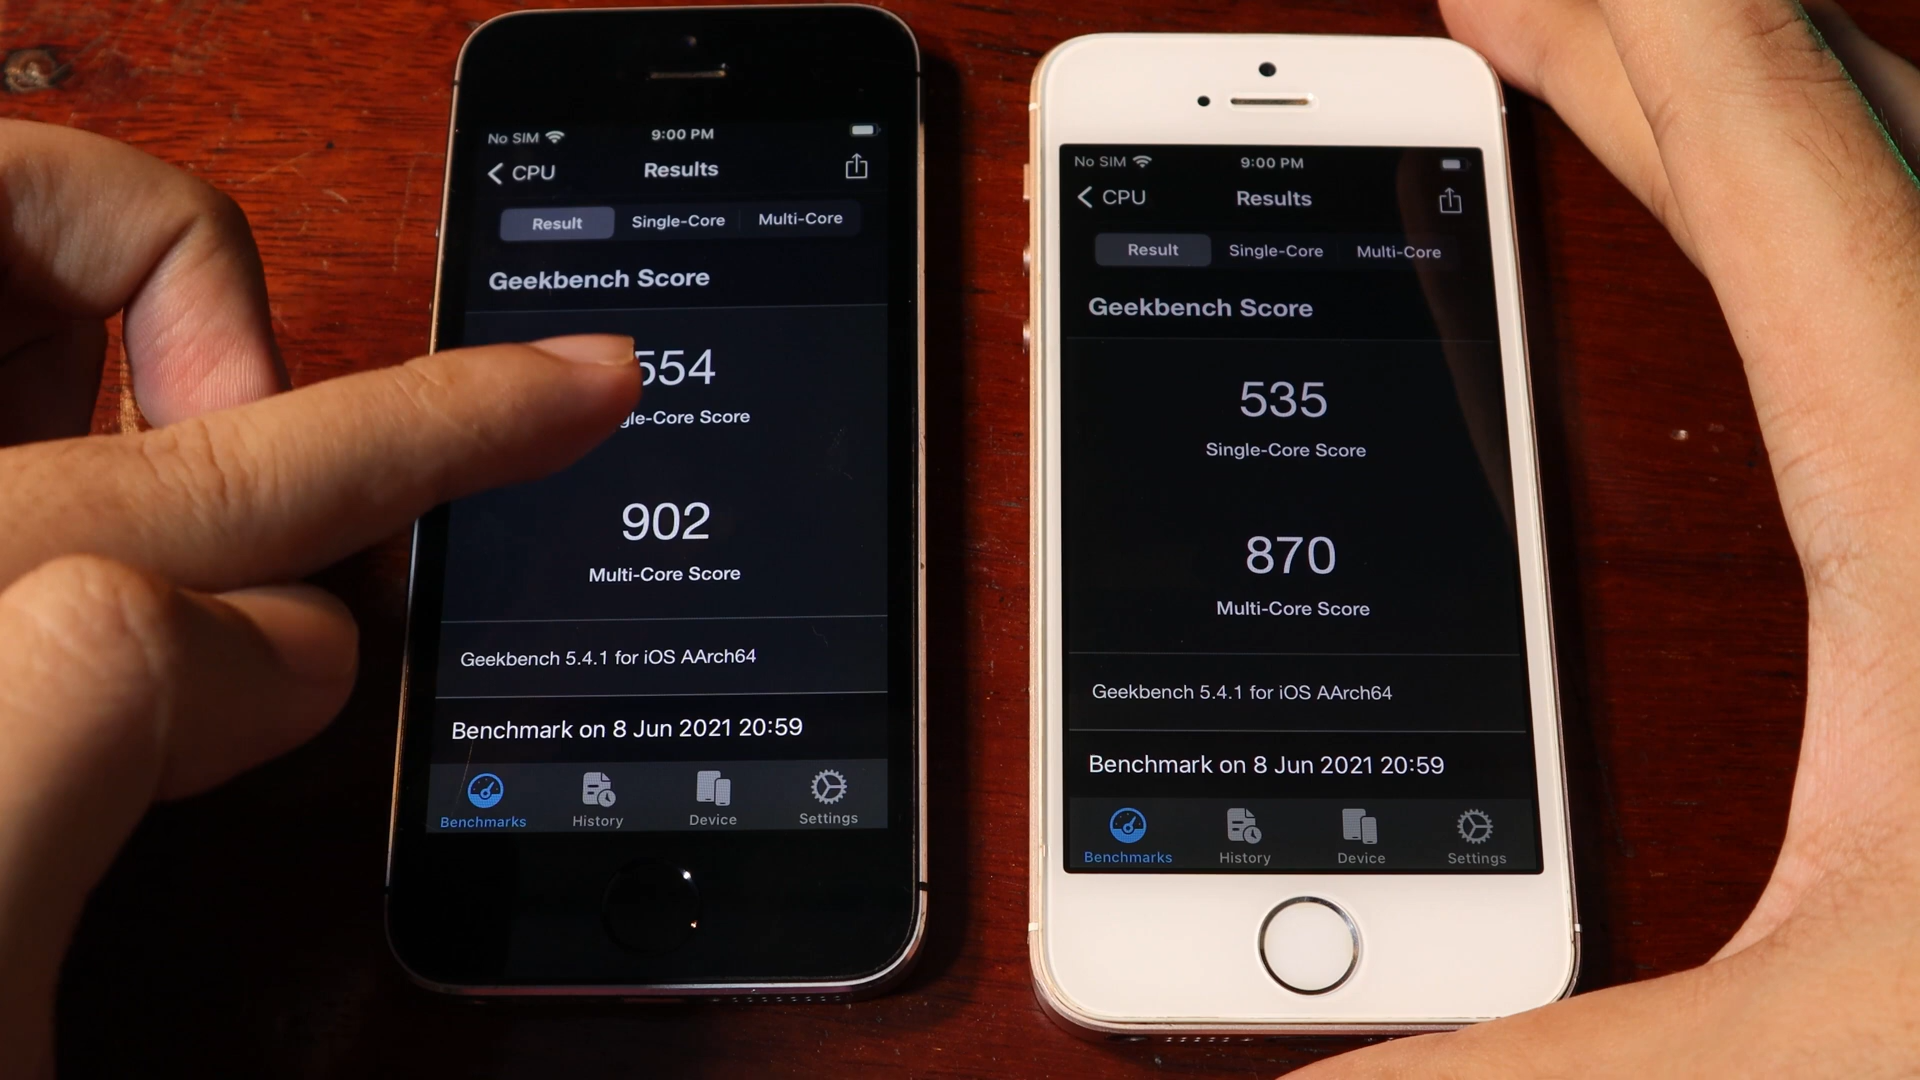 No SIM 9:00 PM
CPU Results
Result Single-Core Multi-Core
Geekbench Score
554
gle-Core Score
902
Multi-Core Score
Geekbench 5.4.1 for iOS AArch64
Benchmark on 8 Jun 2021 20:59
Benchmarks History Device Settings
No SIM 9:00 PM
CPU Results
Result Single-Core Multi-Core
Geekbench Score
535
Single-Core Score
870
Multi-Core Score
Geekbench 5.4.1 for iOS AArch64
Benchmark on 8 Jun 2021 20:59
Benchmarks History Device Settings